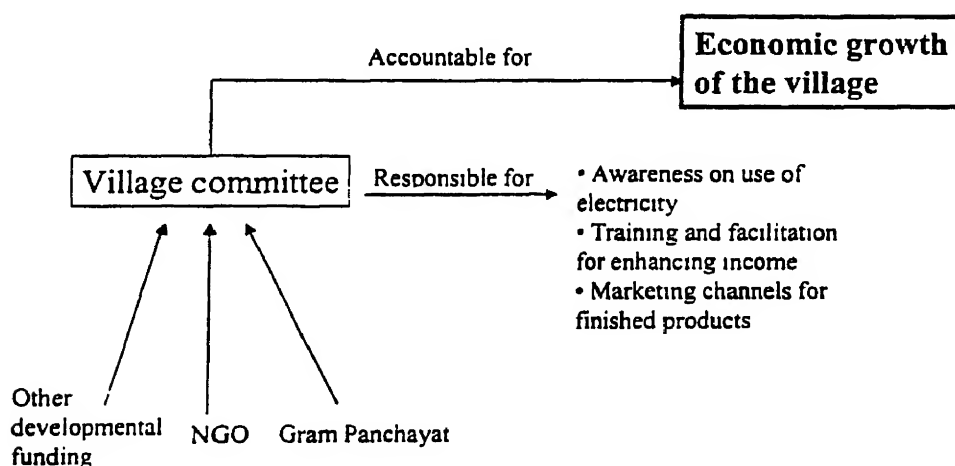 Accountable for
Economic growth
of the village
Village committee
Responsible for
• Awareness on use of
electricity
• Training and facilitation
for enhancing income
• Marketing channels for
finished products
Other
developmental
funding
NGO
Gram Panchayat